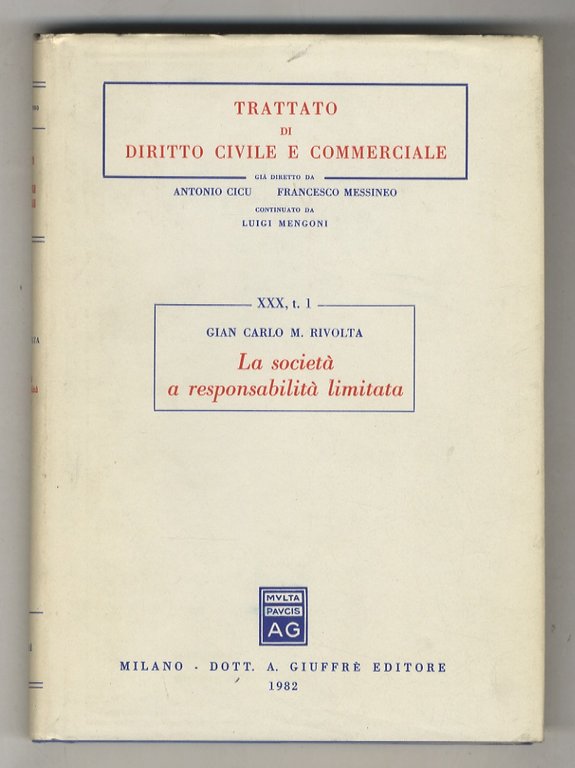 TRATTATO
DI
DIRITTO CIVILE E COMMERCIALE
GIÀ DIRETTO DA
ANTONIO CICU FRANCESCO MESSINEO
CONTINUATO DA
LUIGI MENGONI
XXX, t. 1
GIAN CARLO M. RIVOLTA
La società
a responsabilità limitata
MVLTA
PAVCIS
AG
MILANO - DOTT. A. GIUFFRÈ EDITORE
1982